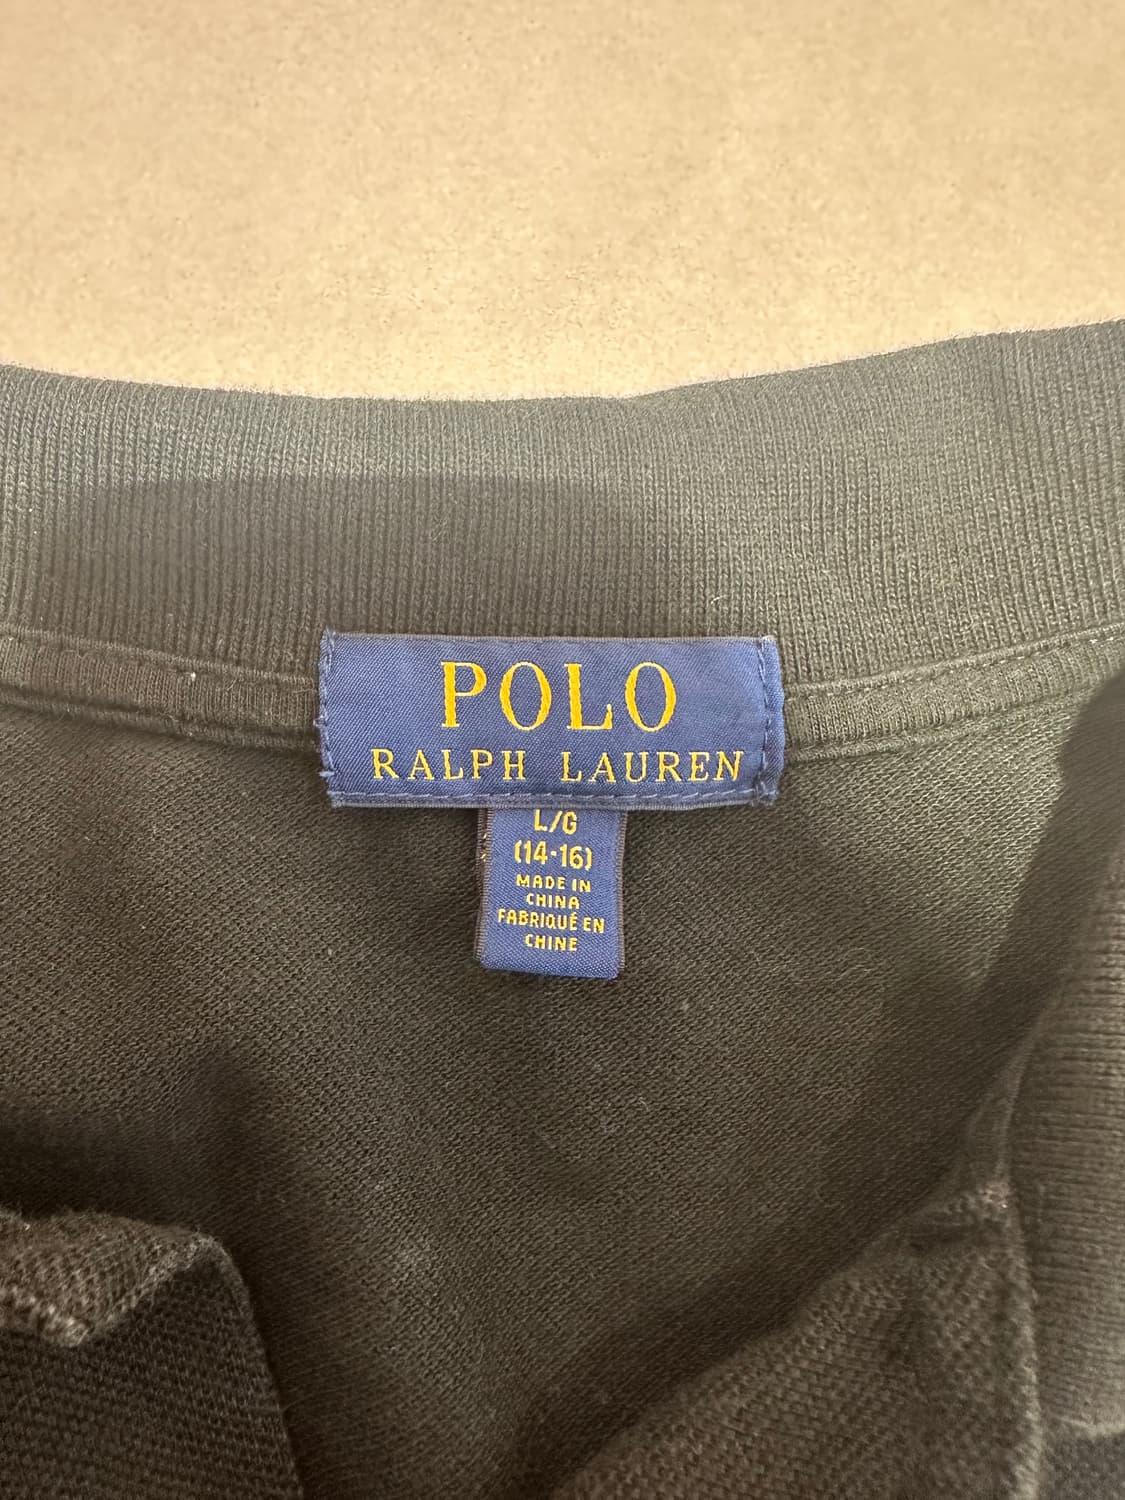 POLO
RALPH LAUREN
L/G
(14-16)
MADE IN
CHINA
FABRIQUÉ EN
CHINE